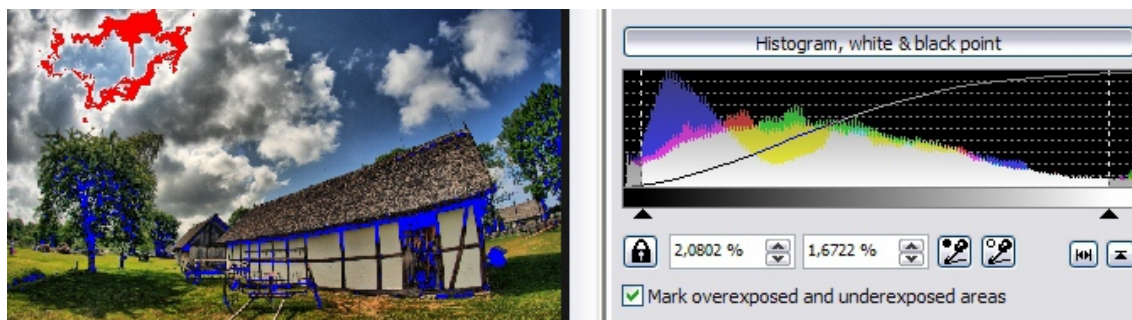 Histogram, white & black point
2,0802 %
1,6722 %
Mark overexposed and underexposed areas